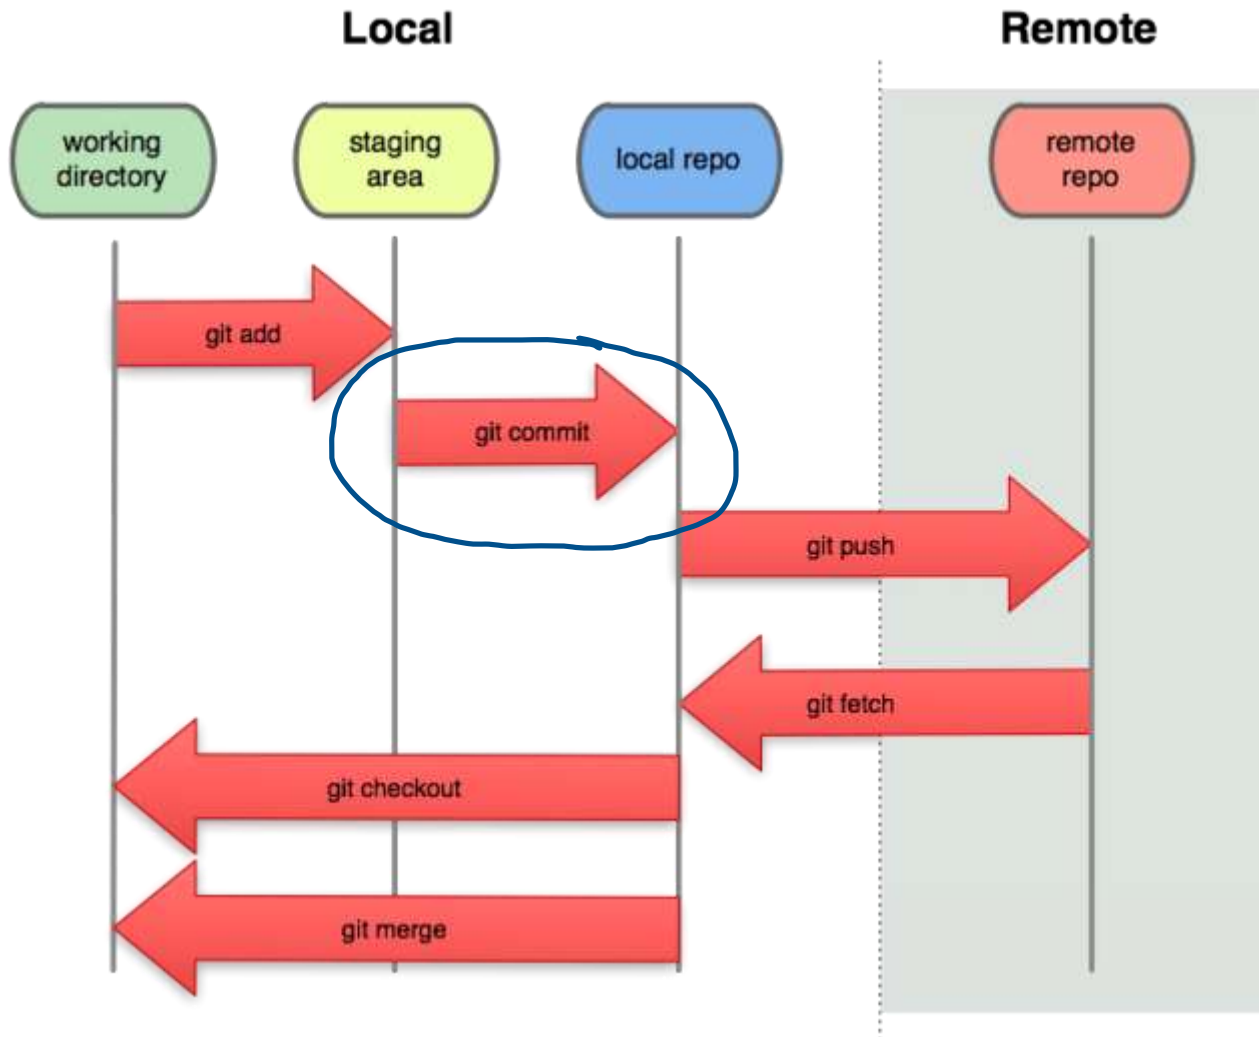 Local
Remote
working
directory
staging
area
local repo
remote
repo
git add
git commit
git push
git fetch
git checkout
git merge